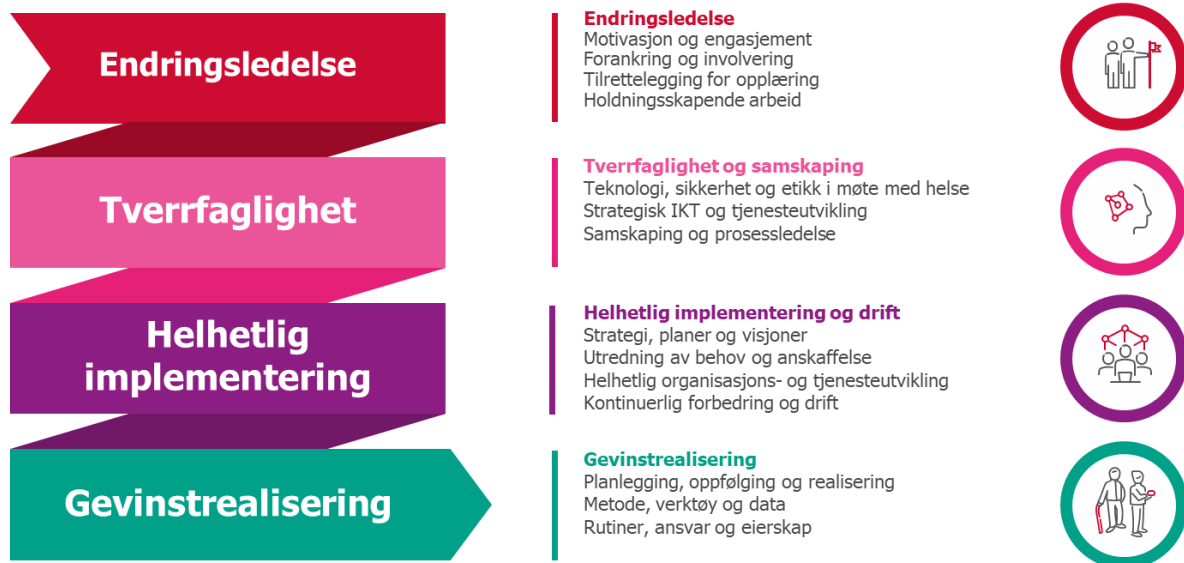 Endringsledelse
Endringsledelse
Motivasjon og engasjement
Forankring og involvering
Tilrettelegging for opplæring
Holdningsskapende arbeid
Tverrfaglighet
Tverrfaglighet og samskaping
Teknologi, sikkerhet og etikk i møte med helse
Strategisk IKT og tjenesteutvikling
Samskaping og prosessledelse
Helhetlig
implementering
Helhetlig implementering og drift
Strategi, planer og visjoner
Utredning av behov og anskaffelse
Helhetlig organisasjons- og tjenesteutvikling
Kontinuerlig forbedring og drift
Gevinstrealisering
Gevinstrealisering
Planlegging, oppfølging og realisering
Metode, verktøy og data
Rutiner, ansvar og eierskap